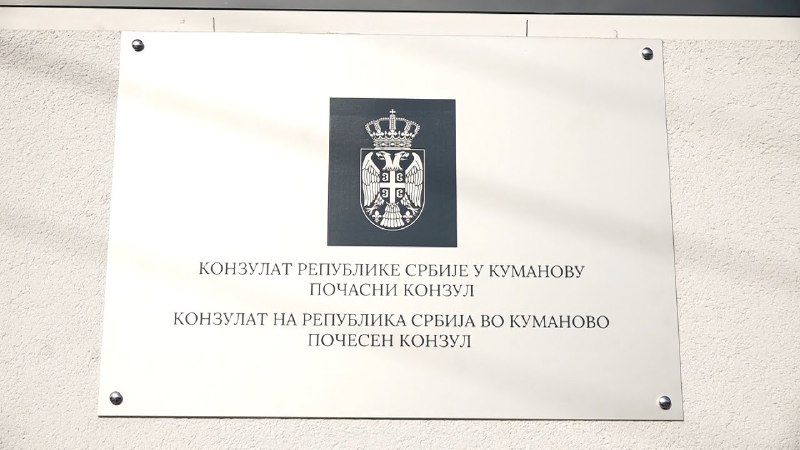 КОНЗУЛАТ РЕПУБЛИКЕ СРБИЈЕ У КУМАНОВУ
ПОЧАСНИ КОНЗУЛ
КОНЗУЛАТ НА РЕПУБЛИКА СРБИЈА ВО КУМАНОВО
ПОЧЕСЕН КОНЗУЛ